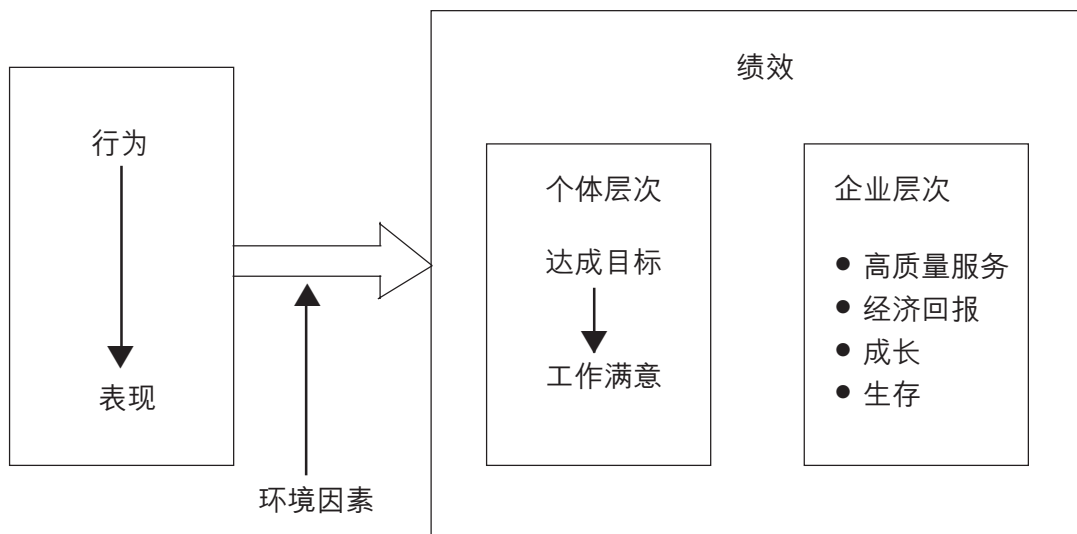 绩效
行为
表现
环境因素
个体层次
达成目标
工作满意
企业层次
● 高质量服务
● 经济回报
● 成长
● 生存